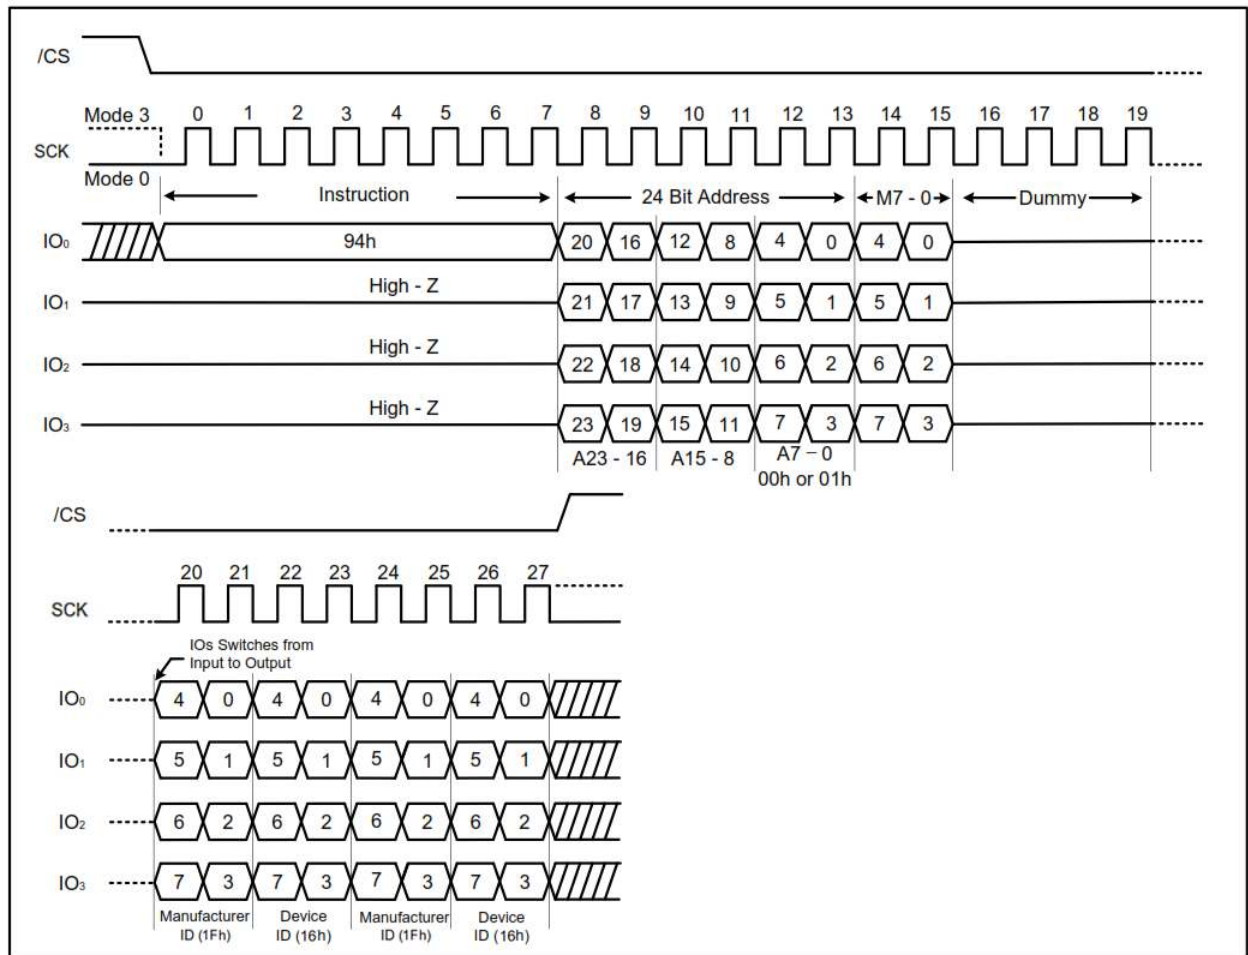 /CS
Mode 3 0 1 2 3 4 5 6 7 8 9 10 11 12 13 14 15 16 17 18 19
SCK
Mode 0
Instruction 24 Bit Address M7 - 0 Dummy
IO₀ 94h 20 16 12 8 4 0 4 0
High - Z
IO₁ 21 17 13 9 5 1 5 1
High - Z
IO₂ 22 18 14 10 6 2 6 2
High - Z
IO₃ 23 19 15 11 7 3 7 3
A23 - 16 A15 - 8 A7 – 0
00h or 01h
/CS
20 21 22 23 24 25 26 27
SCK
IOs Switches from
Input to Output
IO₀ 4 0 4 0 4 0 4 0
IO₁ 5 1 5 1 5 1 5 1
IO₂ 6 2 6 2 6 2 6 2
IO₃ 7 3 7 3 7 3 7 3
Manufacturer Device Manufacturer Device
ID (1Fh) ID (16h) ID (1Fh) ID (16h)